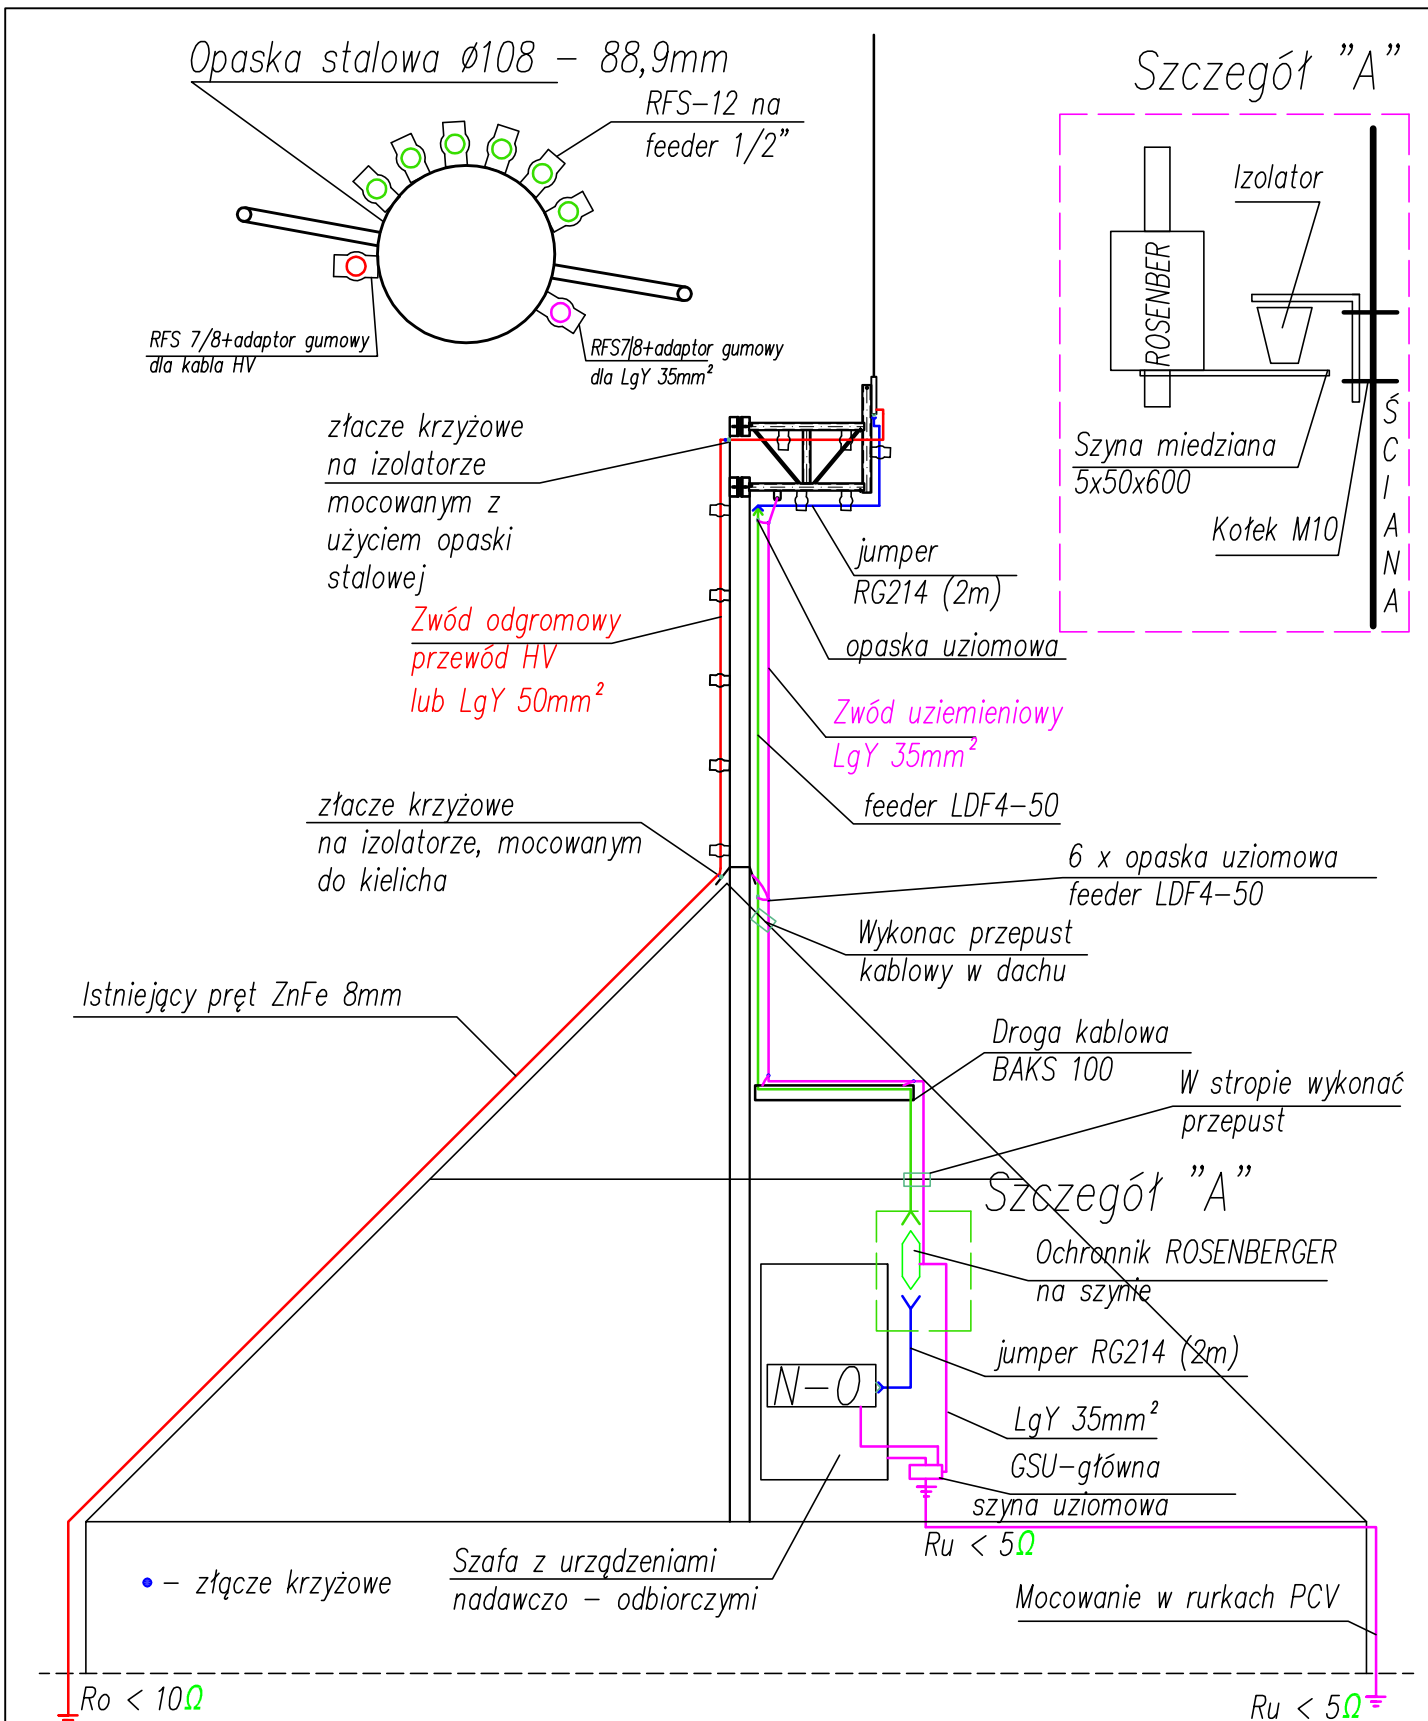 Opaska stalowa ø108 – 88,9mm
RFS–12 na
feeder 1/2”
RFS 7/8+adaptor gumowy
dla kabla HV
RFS7/8+adaptor gumowy
dla LgY 35mm²
Szczegół ”A”
Izolator
ROSENBER
Szyna miedziana
5x50x600
Kołek M10
ŚCIANA
złacze krzyżowe
na izolatorze
mocowanym z
użyciem opaski
stalowej
jumper
RG214 (2m)
opaska uziomowa
Zwód odgromowy
przewód HV
lub LgY 50mm²
Zwód uziemieniowy
LgY 35mm²
feeder LDF4–50
złacze krzyżowe
na izolatorze, mocowanym
do kielicha
6 x opaska uziomowa
feeder LDF4–50
Wykonac przepust
kablowy w dachu
Istniejący pręt ZnFe 8mm
Droga kablowa
BAKS 100
W stropie wykonać
przepust
Szczegół ”A”
Ochronnik ROSENBERGER
na szynie
jumper RG214 (2m)
N–O
LgY 35mm²
GSU–główna
szyna uziomowa
Ru < 5Ω
Szafa z urządzeniami
nadawczo – odbiorczymi
– złącze krzyżowe
Mocowanie w rurkach PCV
Ro < 10Ω
Ru < 5Ω